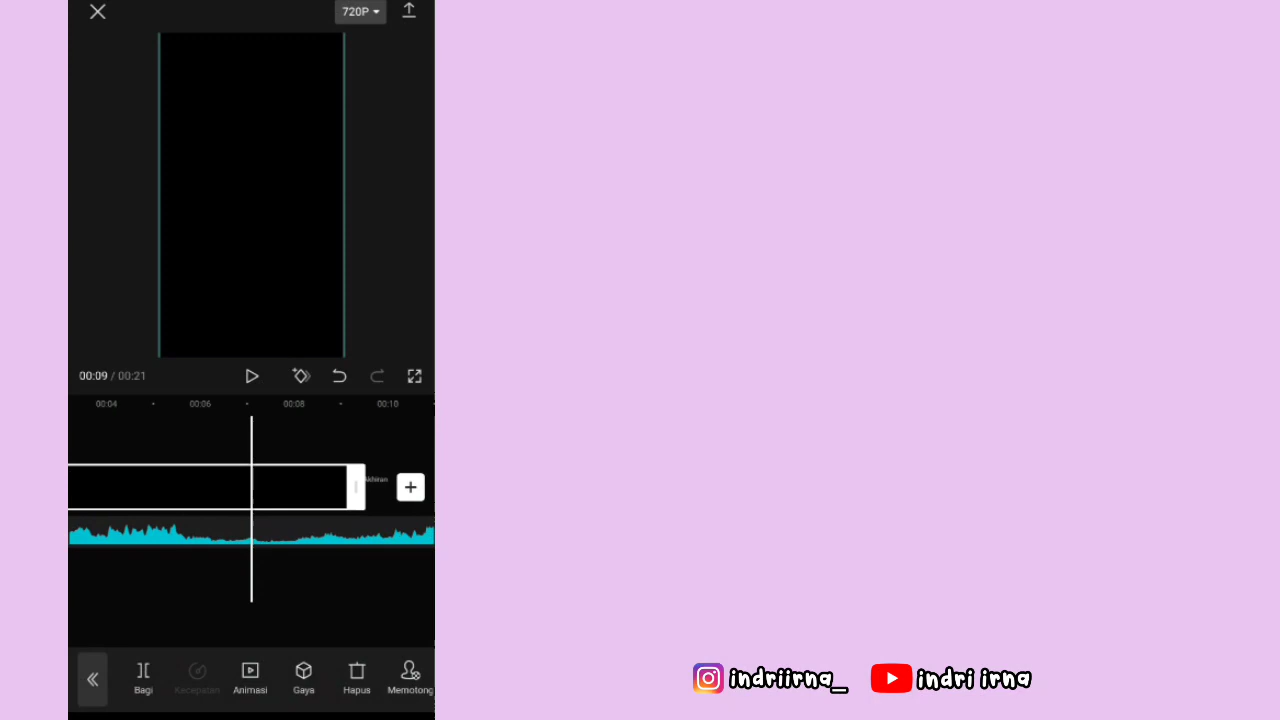 720P
00:09 / 00:21
00:04 00:06 00:08 00:10
Akhiran
Bagi Kecepatan Animasi Gaya Hapus Memotong
indriirna_ indri irna